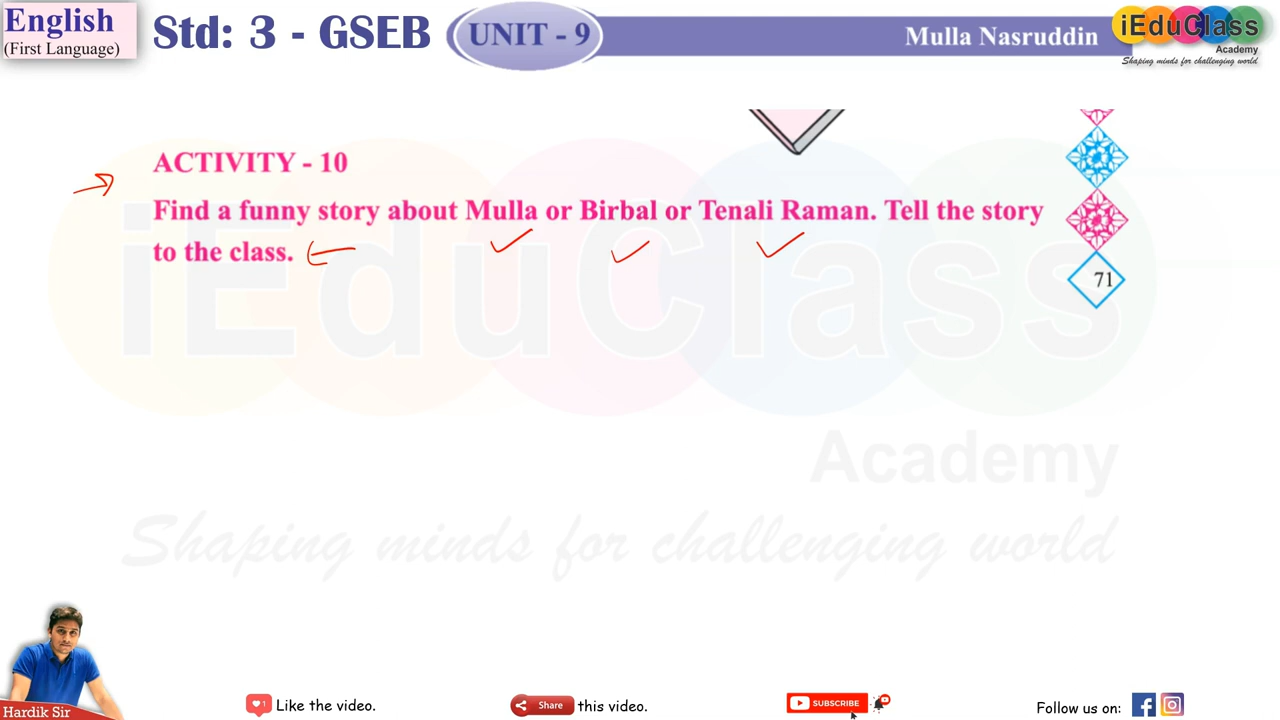 English
(First Language)
Std: 3 - GSEB
UNIT - 9
Mulla Nasruddin
iEduClass
Academy
Shaping minds for challenging world
ACTIVITY - 10
Find a funny story about Mulla or Birbal or Tenali Raman. Tell the story
to the class.
71
iEduClass
Academy
Shaping minds for challenging world
Hardik Sir
1
Like the video.
Share this video.
SUBSCRIBE
Follow us on: